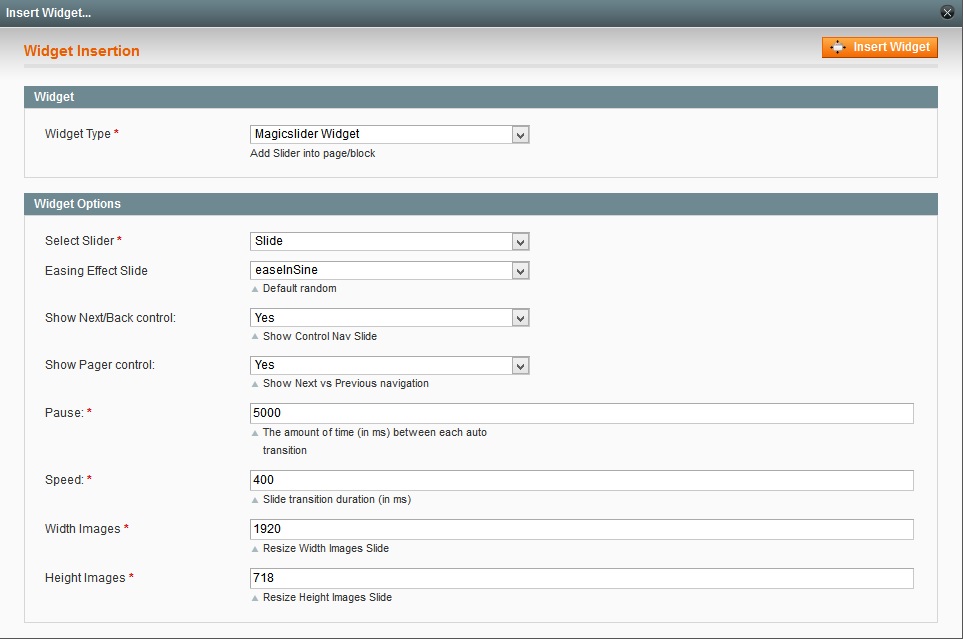 Insert Widget...
Widget Insertion
Insert Widget
Widget
Widget Type *
Magicslider Widget
Add Slider into page/block
Widget Options
Select Slider *
Slide
Easing Effect Slide
easeInSine
Default random
Show Next/Back control:
Yes
Show Control Nav Slide
Show Pager control:
Yes
Show Next vs Previous navigation
Pause: *
5000
The amount of time (in ms) between each auto
transition
Speed: *
400
Slide transition duration (in ms)
Width Images *
1920
Resize Width Images Slide
Height Images *
718
Resize Height Images Slide